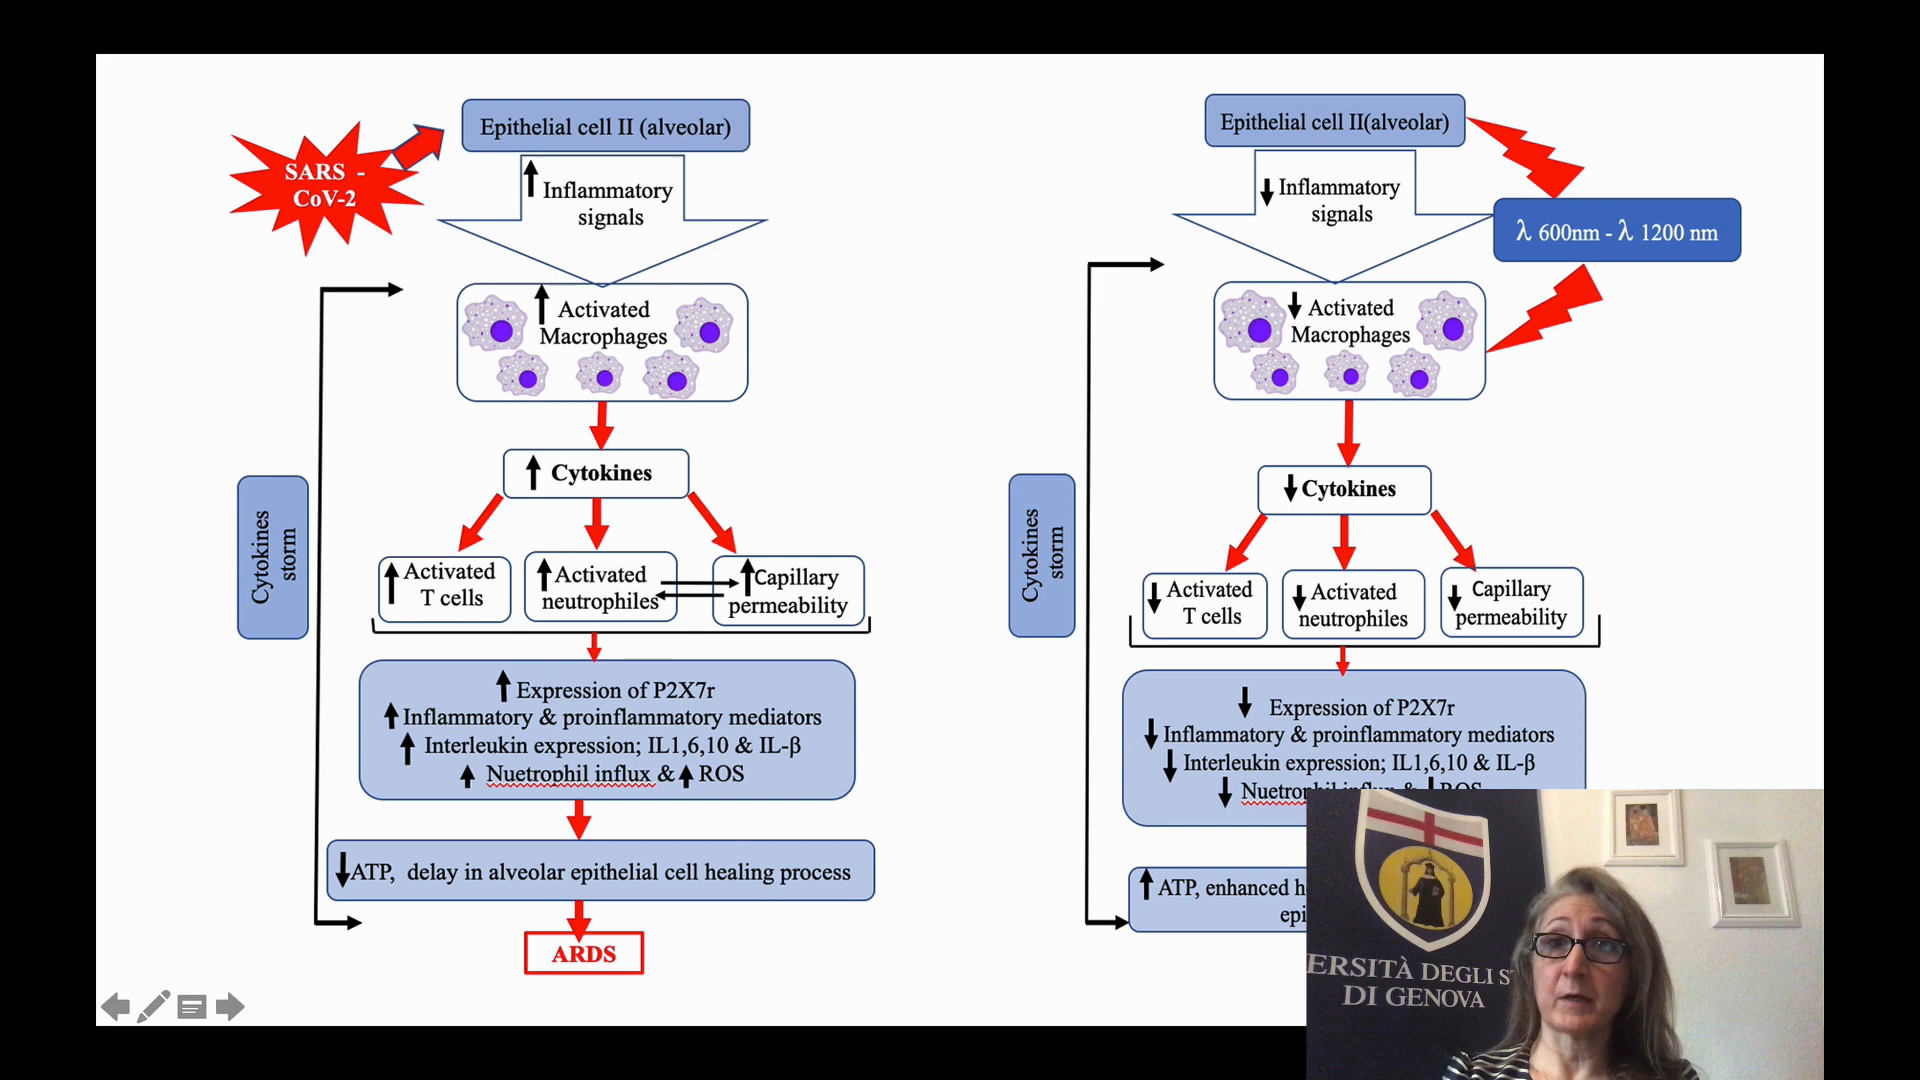 SARS -
CoV-2
Epithelial cell II (alveolar)
Inflammatory
signals
Activated
Macrophages
Cytokines
Cytokines
storm
Activated
T cells
Activated
neutrophiles
Capillary
permeability
Expression of P2X7r
Inflammatory & proinflammatory mediators
Interleukin expression; IL1,6,10 & IL-β
Nuetrophil influx & ROS
ATP, delay in alveolar epithelial cell healing process
ARDS
Epithelial cell II(alveolar)
Inflammatory
signals
λ 600nm - λ 1200 nm
Activated
Macrophages
Cytokines
Cytokines
storm
Activated
T cells
Activated
neutrophiles
Capillary
permeability
Expression of P2X7r
Inflammatory & proinflammatory mediators
Interleukin expression; IL1,6,10 & IL-β
Nuetrophil influx & ROS
ATP, enhanced h
epi
ERSITÀ DEGLI S
DI GENOVA